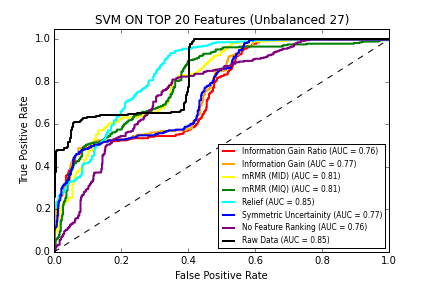 SVM ON TOP 20 Features (Unbalanced 27)
1.0
0.8
0.6
0.4
0.2
0.0
True Positive Rate
Information Gain Ratio (AUC = 0.76)
Information Gain (AUC = 0.77)
mRMR (MID) (AUC = 0.81)
mRMR (MIQ) (AUC = 0.81)
Relief (AUC = 0.85)
Symmetric Uncertainity (AUC = 0.77)
No Feature Ranking (AUC = 0.76)
Raw Data (AUC = 0.85)
0.0 0.2 0.4 0.6 0.8 1.0
False Positive Rate